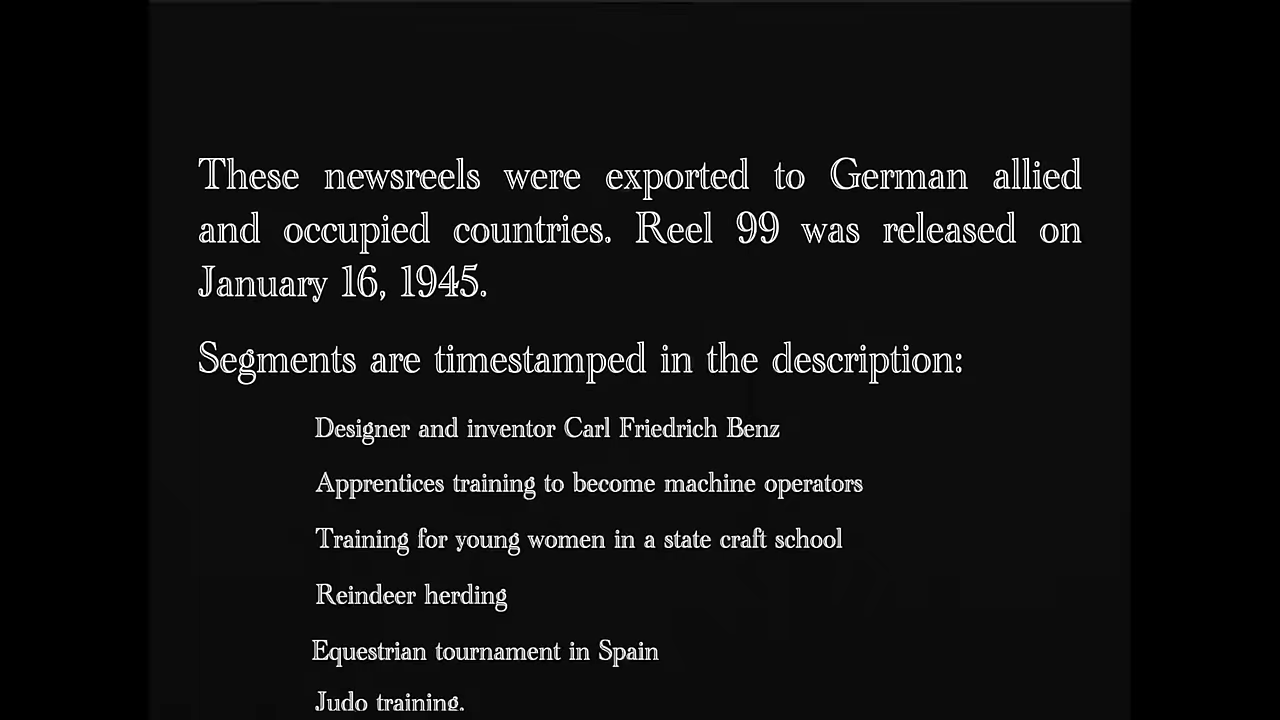 These newsreels were exported to German allied
and occupied countries. Reel 99 was released on
January 16, 1945.
Segments are timestamped in the description:
Designer and inventor Carl Friedrich Benz
Apprentices training to become machine operators
Training for young women in a state craft school
Reindeer herding
Equestrian tournament in Spain
Judo training.